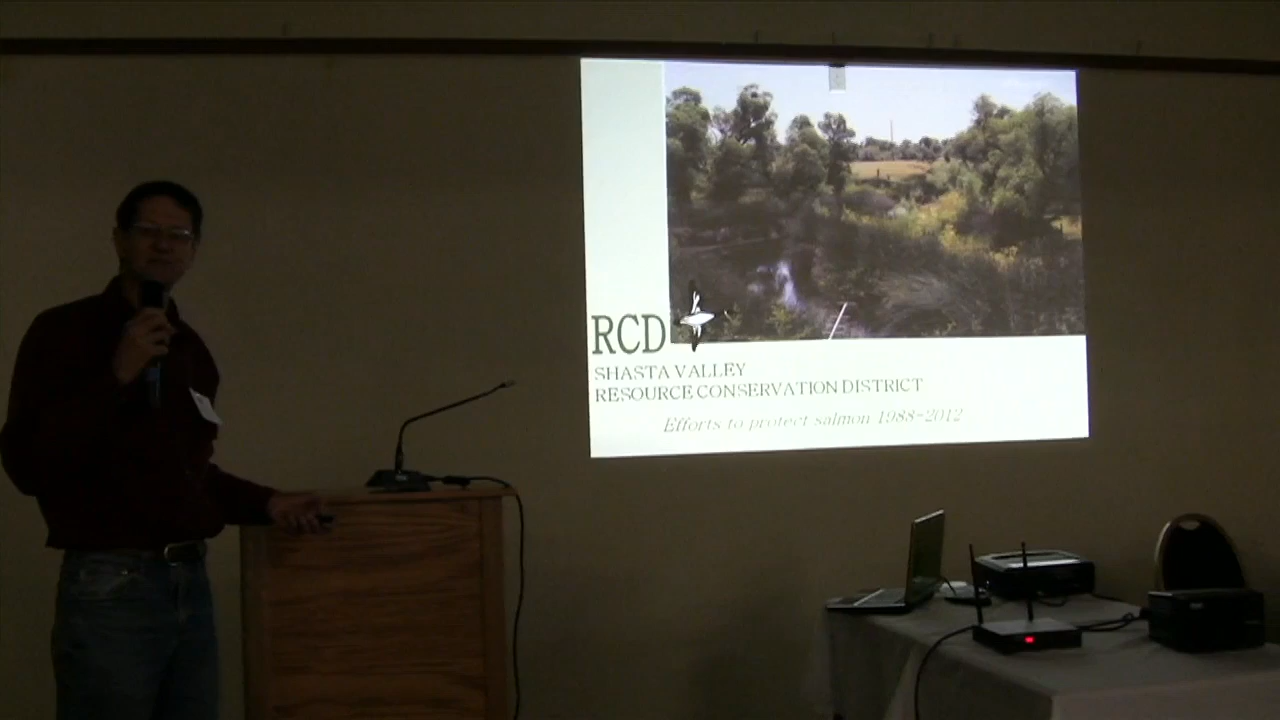 RCD
SHASTA VALLEY
RESOURCE CONSERVATION DISTRICT
Efforts to protect salmon 1988-2012